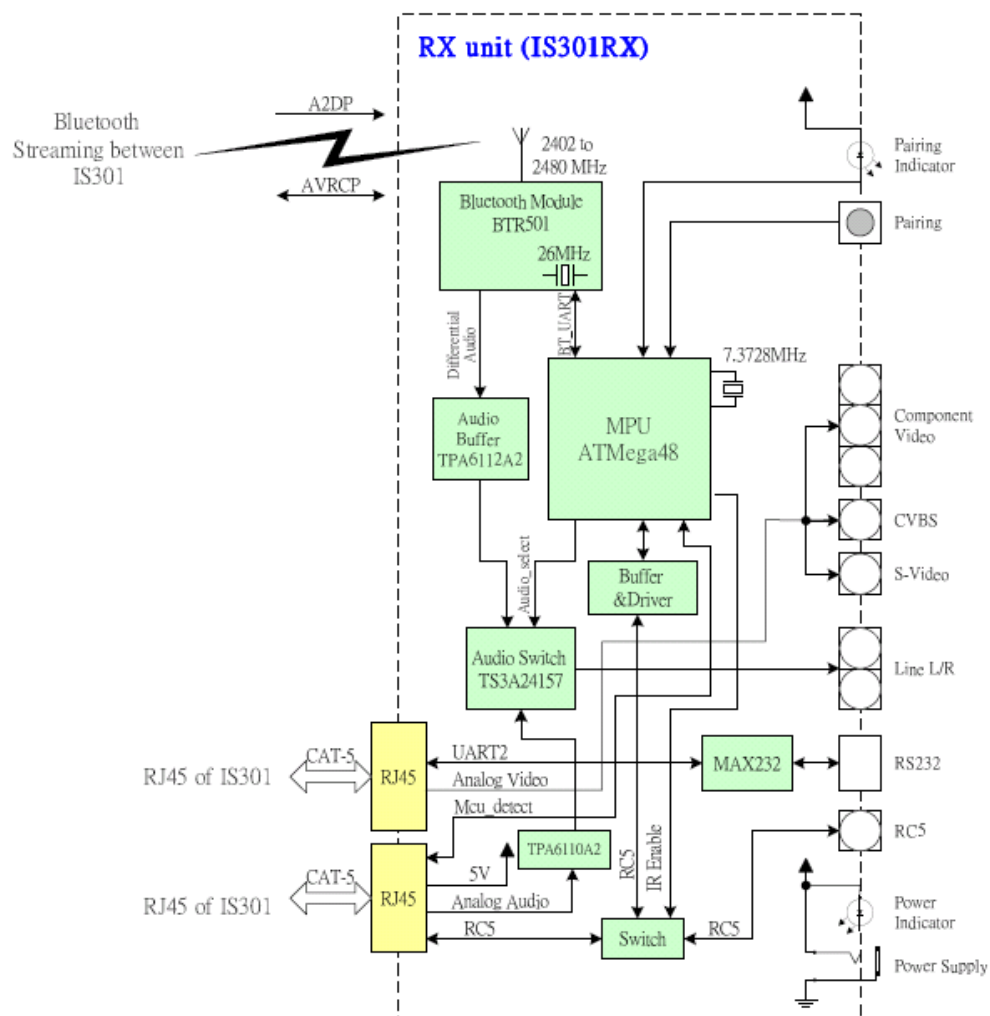 RX unit (IS301RX)
A2DP
Bluetooth
Streaming between
IS301
AVRCP
2402 to
2480 MHz
Pairing
Indicator
Bluetooth Module
BTR501
26MHz
Pairing
Differential
Audio
BT_UART
7.3728MHz
MPU
ATMega48
Audio
Buffer
TPA6112A2
Component
Video
CVBS
S-Video
Audio_select
Buffer
&Driver
Audio Switch
TS3A24157
Line L/R
RJ45 of IS301
CAT-5
RJ45
UART2
Analog Video
Mcu_detect
MAX232
RS232
RJ45 of IS301
CAT-5
RJ45
5V
TPA6110A2
Analog Audio
RC5
RC5
IR Enable
Switch
RC5
RC5
Power
Indicator
Power Supply